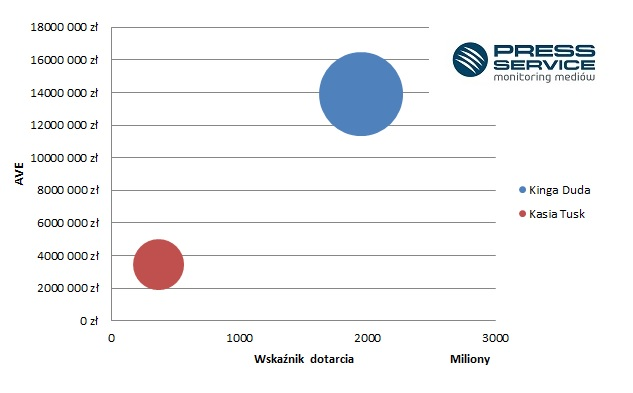 18000 000 zł
16000 000 zł
14000 000 zł
12000 000 zł
10000 000 zł
8000 000 zł
6000 000 zł
4000 000 zł
2000 000 zł
0 zł
AVE
0 1000 2000 3000
Wskaźnik dotarcia Miliony
PRESS
SERVICE
monitoring mediów
Kinga Duda
Kasia Tusk